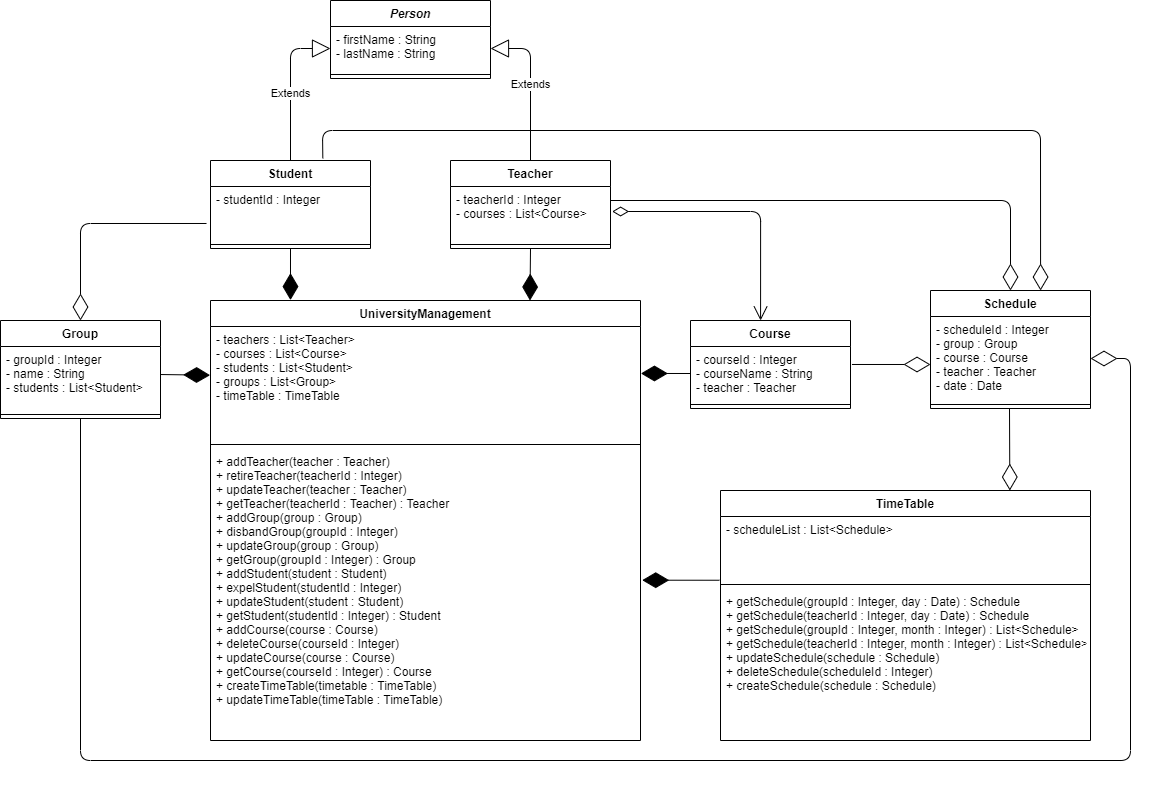 Person
- firstName : String
- lastName : String
Extends
Extends
Student
- studentId : Integer
Teacher
- teacherId : Integer
- courses : List<Course>
Group
- groupId : Integer
- name : String
- students : List<Student>
UniversityManagement
- teachers : List<Teacher>
- courses : List<Course>
- students : List<Student>
- groups : List<Group>
- timeTable : TimeTable
+ addTeacher(teacher : Teacher)
+ retireTeacher(teacherId : Integer)
+ updateTeacher(teacher : Teacher)
+ getTeacher(teacherId : Teacher) : Teacher
+ addGroup(group : Group)
+ disbandGroup(groupId : Integer)
+ updateGroup(group : Group)
+ getGroup(groupId : Integer) : Group
+ addStudent(student : Student)
+ expelStudent(studentId : Integer)
+ updateStudent(student : Student)
+ getStudent(studentId : Integer) : Student
+ addCourse(course : Course)
+ deleteCourse(courseId : Integer)
+ updateCourse(course : Course)
+ getCourse(courseId : Integer) : Course
+ createTimeTable(timetable : TimeTable)
+ updateTimeTable(timeTable : TimeTable)
Course
- courseId : Integer
- courseName : String
- teacher : Teacher
Schedule
- scheduleId : Integer
- group : Group
- course : Course
- teacher : Teacher
- date : Date
TimeTable
- scheduleList : List<Schedule>
+ getSchedule(groupId : Integer, day : Date) : Schedule
+ getSchedule(teacherId : Integer, day : Date) : Schedule
+ getSchedule(groupId : Integer, month : Integer) : List<Schedule>
+ getSchedule(teacherId : Integer, month : Integer) : List<Schedule>
+ updateSchedule(schedule : Schedule)
+ deleteSchedule(scheduleId : Integer)
+ createSchedule(schedule : Schedule)